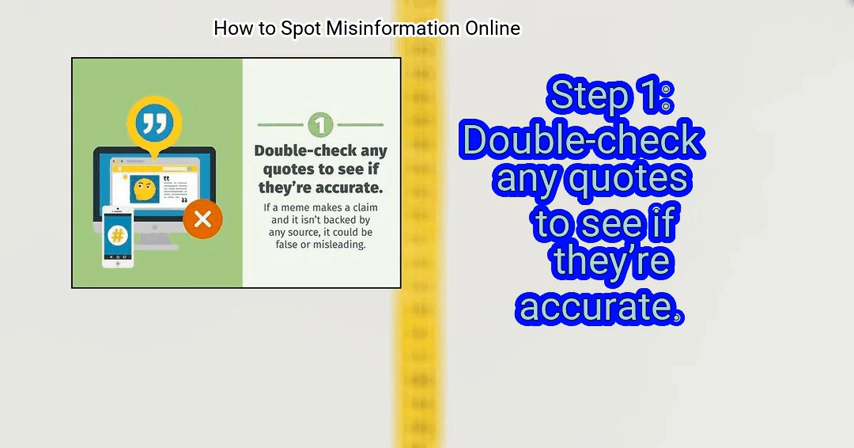 How to Spot Misinformation Online
1
Double-check any
quotes to see if
they're accurate.
If a meme makes a claim
and it isn't backed by
any source, it could be
false or misleading.
#
Step 1:
Double-check
any quotes
to see if
they're
accurate.